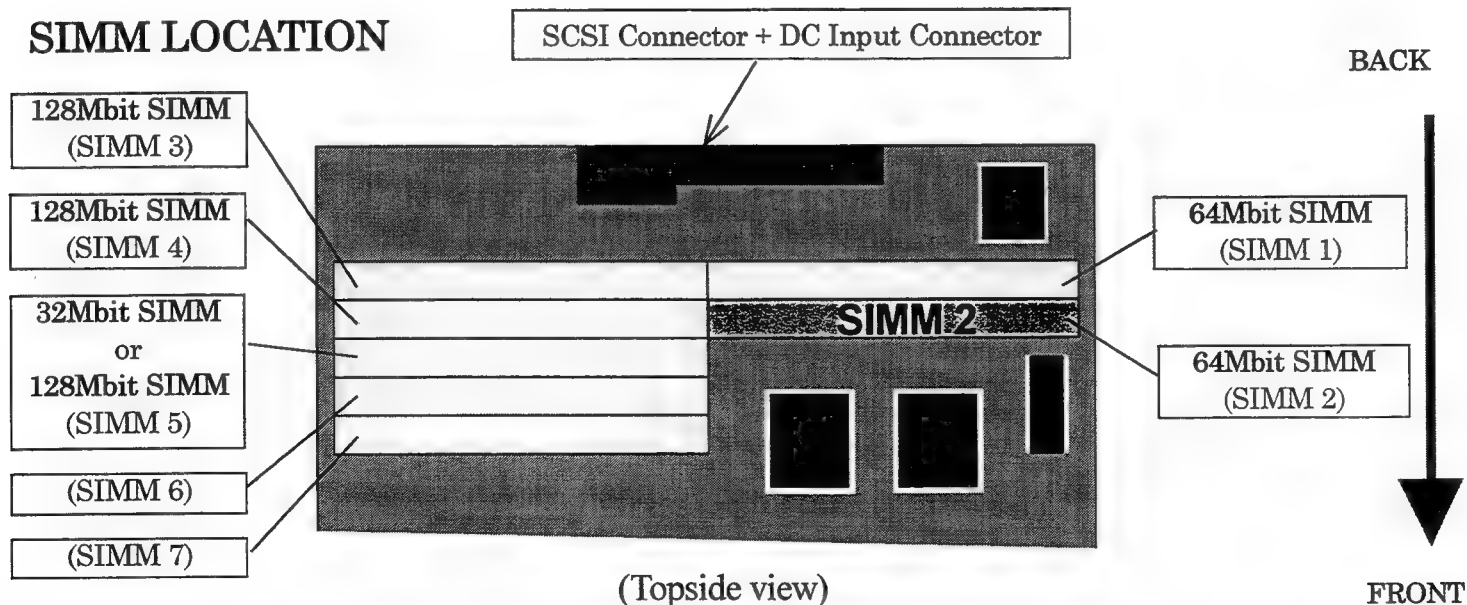 SIMM LOCATION
SCSI Connector + DC Input Connector
BACK
128Mbit SIMM
(SIMM 3)
128Mbit SIMM
(SIMM 4)
32Mbit SIMM
or
128Mbit SIMM
(SIMM 5)
(SIMM 6)
(SIMM 7)
SIMM 2
64Mbit SIMM
(SIMM 1)
64Mbit SIMM
(SIMM 2)
(Topside view)
FRONT